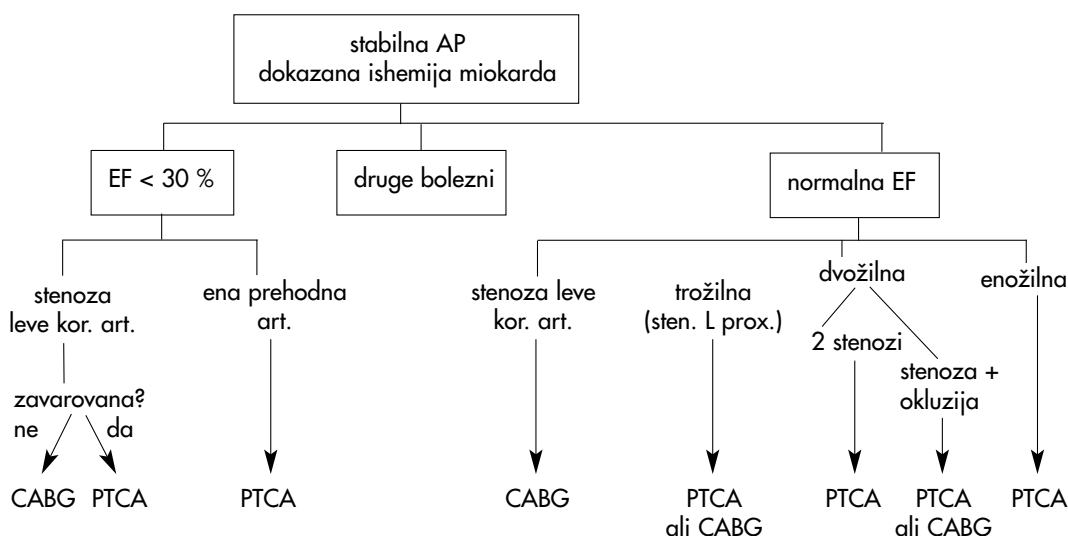 stabilna AP
dokazana ishemija miokarda
EF < 30 %
druge bolezni
normalna EF
stenoza
leve kor. art.
ena prehodna
art.
stenoza leve
kor. art.
trožilna
(sten. L prox.)
dvožilna
enožilna
2 stenozi
stenoza +
okluzija
zavarovana?
ne da
CABG PTCA
PTCA
CABG
PTCA
ali CABG
PTCA
PTCA
ali CABG
PTCA